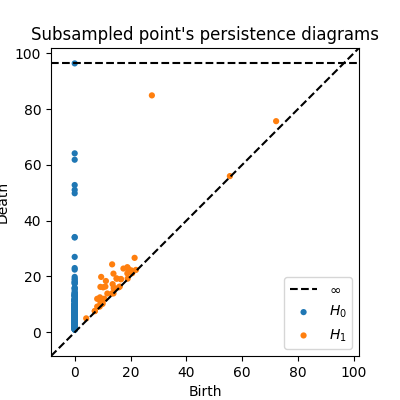 Subsampled point's persistence diagrams
100
80
60
40
20
0
Death
0 20 40 60 80 100
Birth
∞
H0
H1